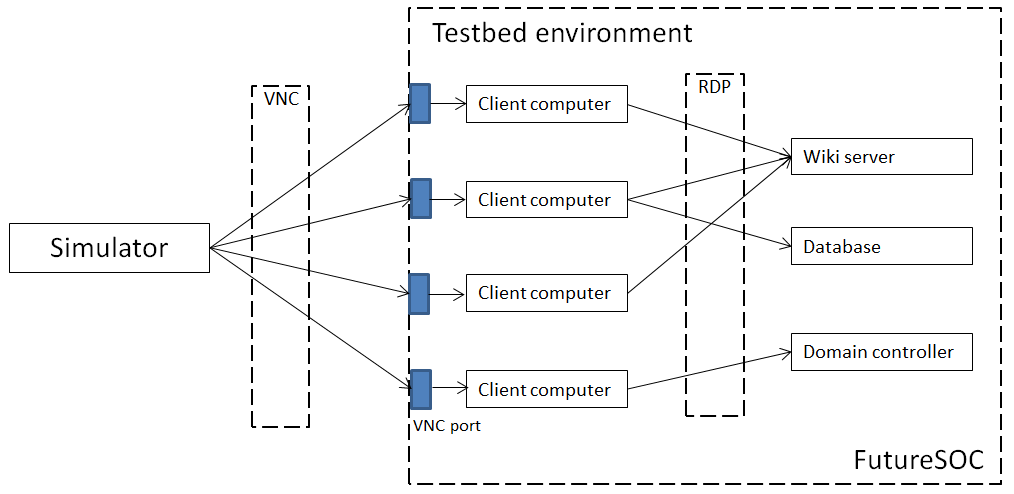 Testbed environment
VNC
RDP
Client computer
Wiki server
Client computer
Simulator
Database
Client computer
Domain controller
Client computer
VNC port
FutureSOC